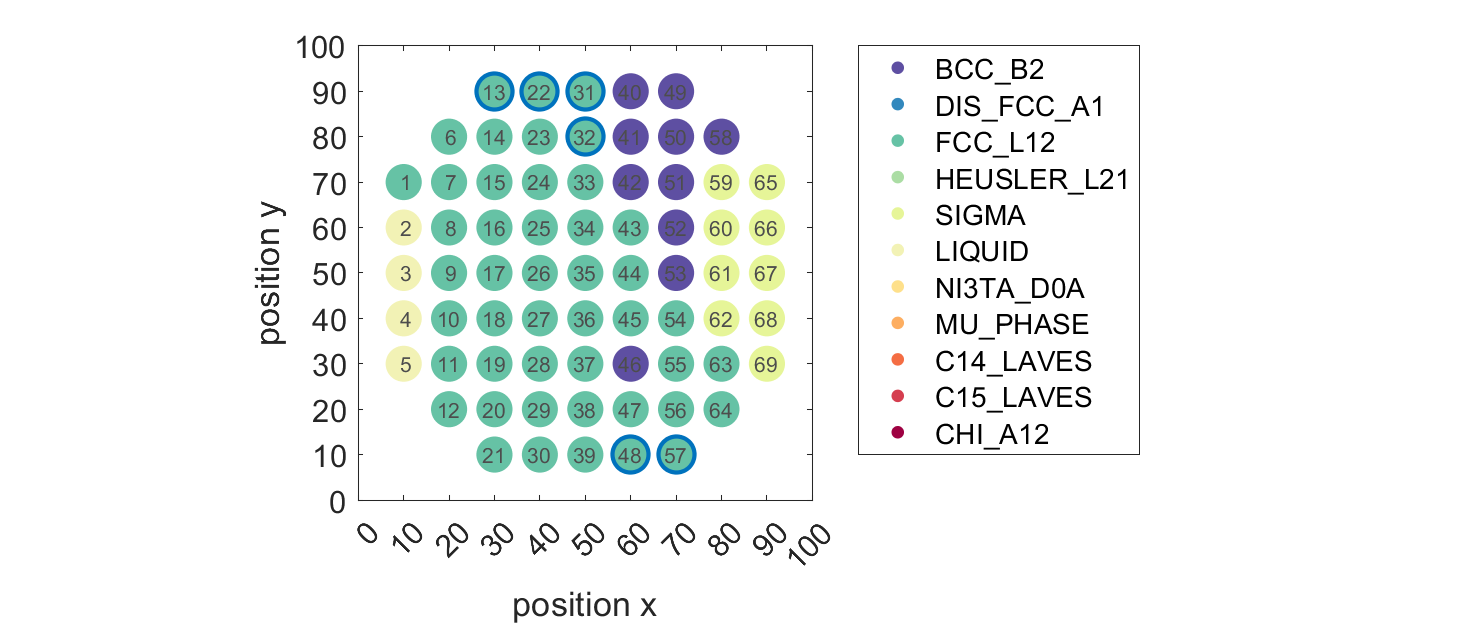 100
90
80
70
60
50
40
30
20
10
0
position y
13 22 31 40 49
6 14 23 32 41 50 58
1 7 15 24 33 42 51 59 65
2 8 16 25 34 43 52 60 66
3 9 17 26 35 44 53 61 67
4 10 18 27 36 45 54 62 68
5 11 19 28 37 46 55 63 69
12 20 29 38 47 56 64
21 30 39 48 57
0 10 20 30 40 50 60 70 80 90 100
position x
BCC_B2
DIS_FCC_A1
FCC_L12
HEUSLER_L21
SIGMA
LIQUID
NI3TA_D0A
MU_PHASE
C14_LAVES
C15_LAVES
CHI_A12